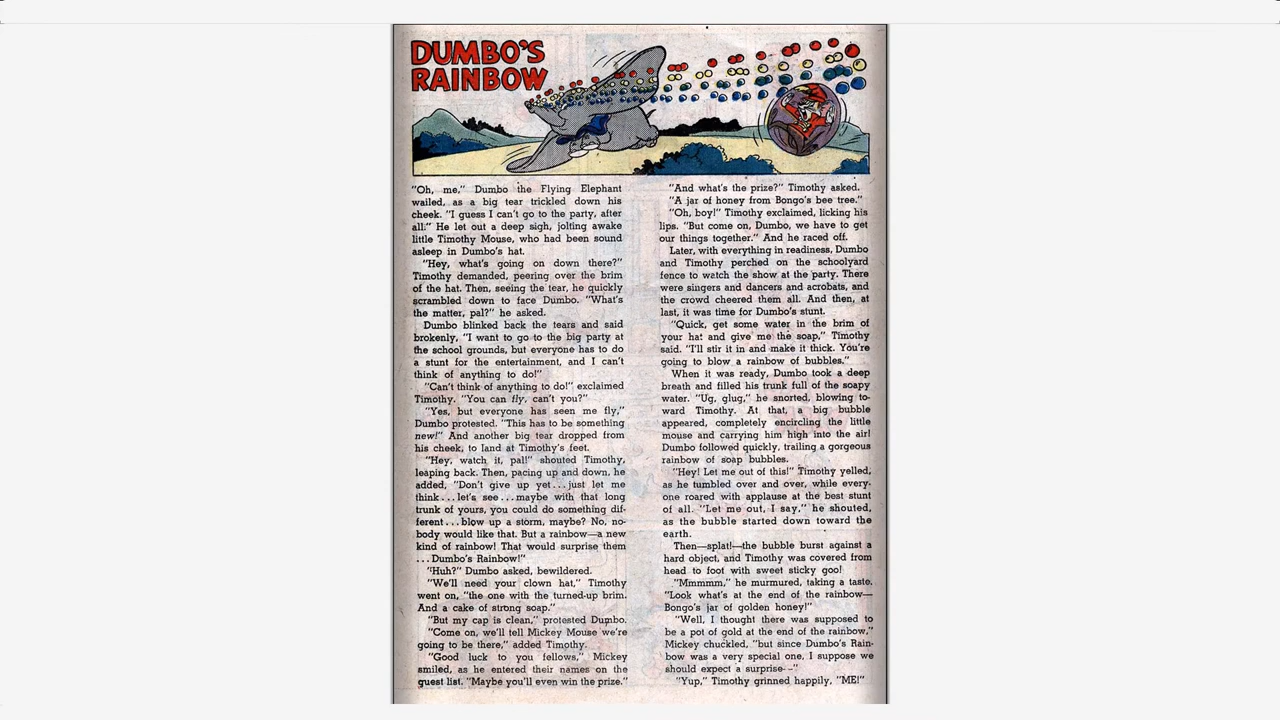 DUMBO'S
RAINBOW
"Oh, me," Dumbo the Flying Elephant
wailed, as a big tear trickled down his
cheek. "I guess I can't go to the party, after
all." He let out a deep sigh, jolting awake
little Timothy Mouse, who had been sound
asleep in Dumbo's hat.
"Hey, what's going on down there?"
Timothy demanded, peering over the brim
of the hat. Then, seeing the tear, he quickly
scrambled down to face Dumbo. "What's
the matter, pal?" he asked.
Dumbo blinked back the tears and said
brokenly, "I want to go to the big party at
the school grounds, but everyone has to do
a stunt for the entertainment, and I can't
think of anything to do!"
"Can't think of anything to do!" exclaimed
Timothy. "You can fly, can't you?"
"Yes, but everyone has seen me fly,"
Dumbo protested. "This has to be something
new!" And another big tear dropped from
his cheek, to land at Timothy's feet.
"Hey, watch it, pal!" shouted Timothy,
leaping back. Then, pacing up and down, he
added, "Don't give up yet...just let me
think...let's see...maybe with that long
trunk of yours, you could do something dif-
ferent...blow up a storm, maybe? No, no-
body would like that. But a rainbow—a new
kind of rainbow! That would surprise them
...Dumbo's Rainbow!"
"Huh?" Dumbo asked, bewildered.
"We'll need your clown hat," Timothy
went on, "the one with the turned-up brim.
And a cake of strong soap."
"But my cap is clean," protested Dumbo.
"Come on, we'll tell Mickey Mouse we're
going to be there," added Timothy.
"Good luck to you fellows," Mickey
smiled, as he entered their names on the
guest list. "Maybe you'll even win the prize."
"And what's the prize?" Timothy asked.
"A jar of honey from Bongo's bee tree."
"Oh, boy!" Timothy exclaimed, licking his
lips. "But come on, Dumbo, we have to get
our things together." And he raced off.
Later, with everything in readiness, Dumbo
and Timothy perched on the schoolyard
fence to watch the show at the party. There
were singers and dancers and acrobats, and
the crowd cheered them all. And then, at
last, it was time for Dumbo's stunt.
"Quick, get some water in the brim of
your hat and give me the soap," Timothy
said. "I'll stir it in and make it thick. You're
going to blow a rainbow of bubbles."
When it was ready, Dumbo took a deep
breath and filled his trunk full of the soapy
water. "Ug, glug," he snorted, blowing to-
ward Timothy. At that, a big bubble
appeared, completely encircling the little
mouse and carrying him high into the air!
Dumbo followed quickly, trailing a gorgeous
rainbow of soap bubbles.
"Hey! Let me out of this!" Timothy yelled,
as he tumbled over and over, while every-
one roared with applause at the best stunt
of all. "Let me out, I say," he shouted,
as the bubble started down toward the
earth.
Then—splat!—the bubble burst against a
hard object, and Timothy was covered from
head to foot with sweet sticky goo!
"Mmmmm," he murmured, taking a taste.
"Look what's at the end of the rainbow—
Bongo's jar of golden honey!"
"Well, I thought there was supposed to
be a pot of gold at the end of the rainbow,"
Mickey chuckled, "but since Dumbo's Rain-
bow was a very special one, I suppose we
should expect a surprise--"
"Yup," Timothy grinned happily, "ME!"